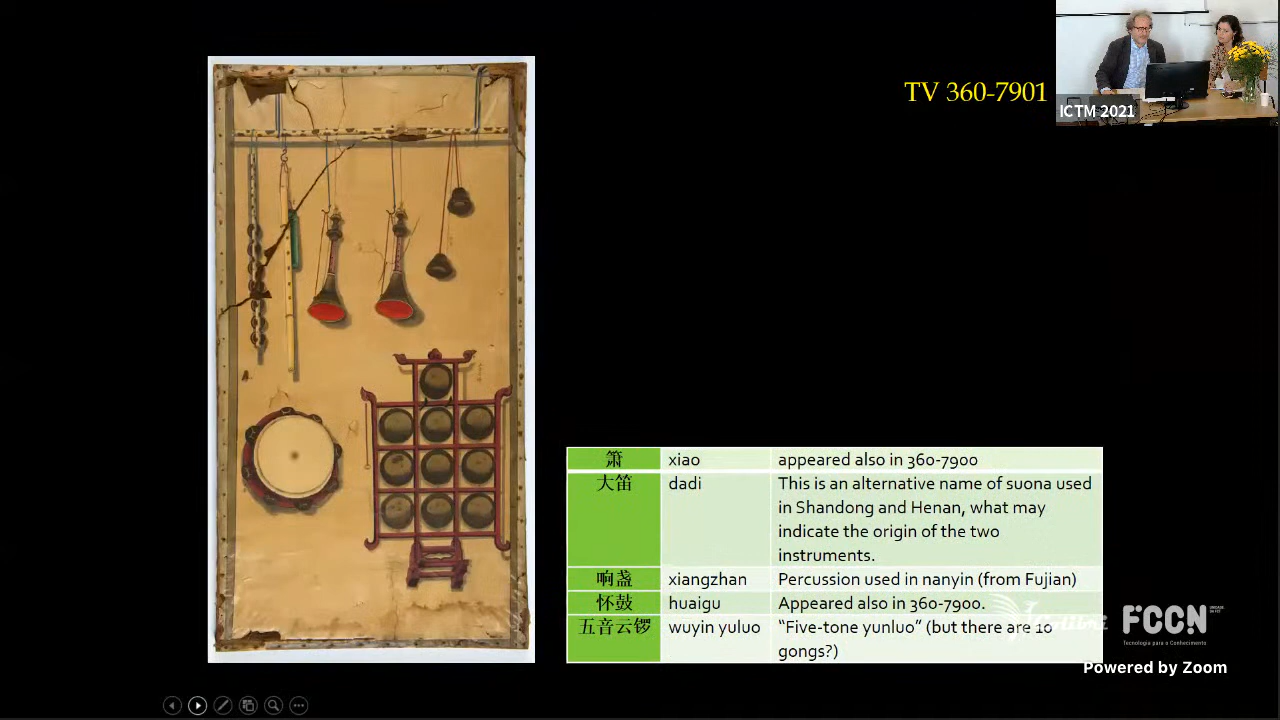 TV 360-7901
ICTM 2021
箫 xiao appeared also in 360-7900
大笛 dadi This is an alternative name of suona used
in Shandong and Henan, what may
indicate the origin of the two
instruments.
响盏 xiangzhan Percussion used in nanyin (from Fujian)
怀鼓 huaigu Appeared also in 360-7900.
五音云锣 wuyin yuluo “Five-tone yunluo” (but there are 10
gongs?)
FCCN
Tecnologia para o Conhecimento
Powered by Zoom